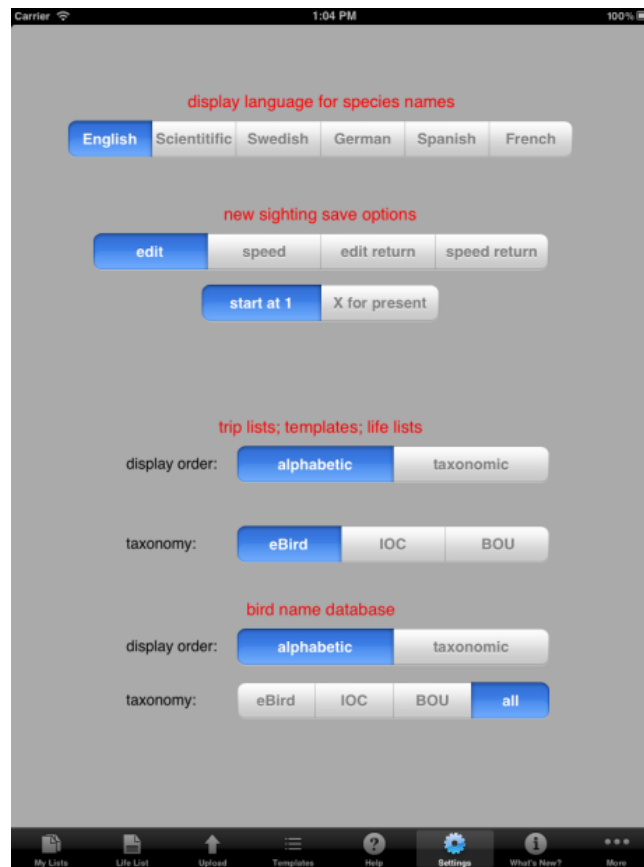 Carrier 1:04 PM 100%
display language for species names
English Scientitific Swedish German Spanish French
new sighting save options
edit speed edit return speed return
start at 1 X for present
trip lists; templates; life lists
display order: alphabetic taxonomic
taxonomy: eBird IOC BOU
bird name database
display order: alphabetic taxonomic
taxonomy: eBird IOC BOU all
My Lists Life List Upload Templates Help Settings What's New? More